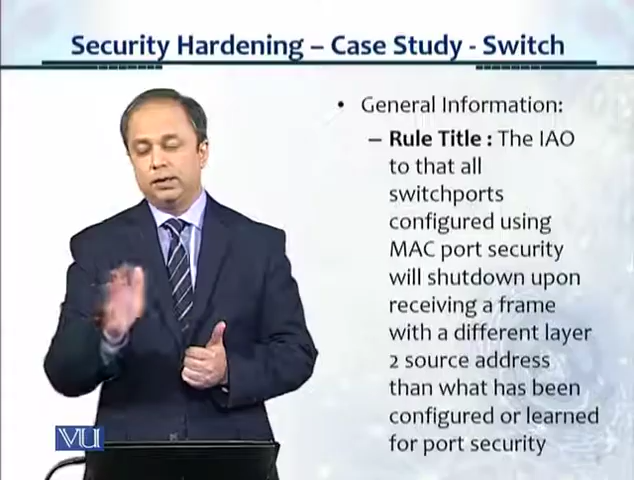 Security Hardening – Case Study - Switch
• General Information:
– Rule Title : The IAO
to that all
switchports
configured using
MAC port security
will shutdown upon
receiving a frame
with a different layer
2 source address
than what has been
configured or learned
for port security
VU